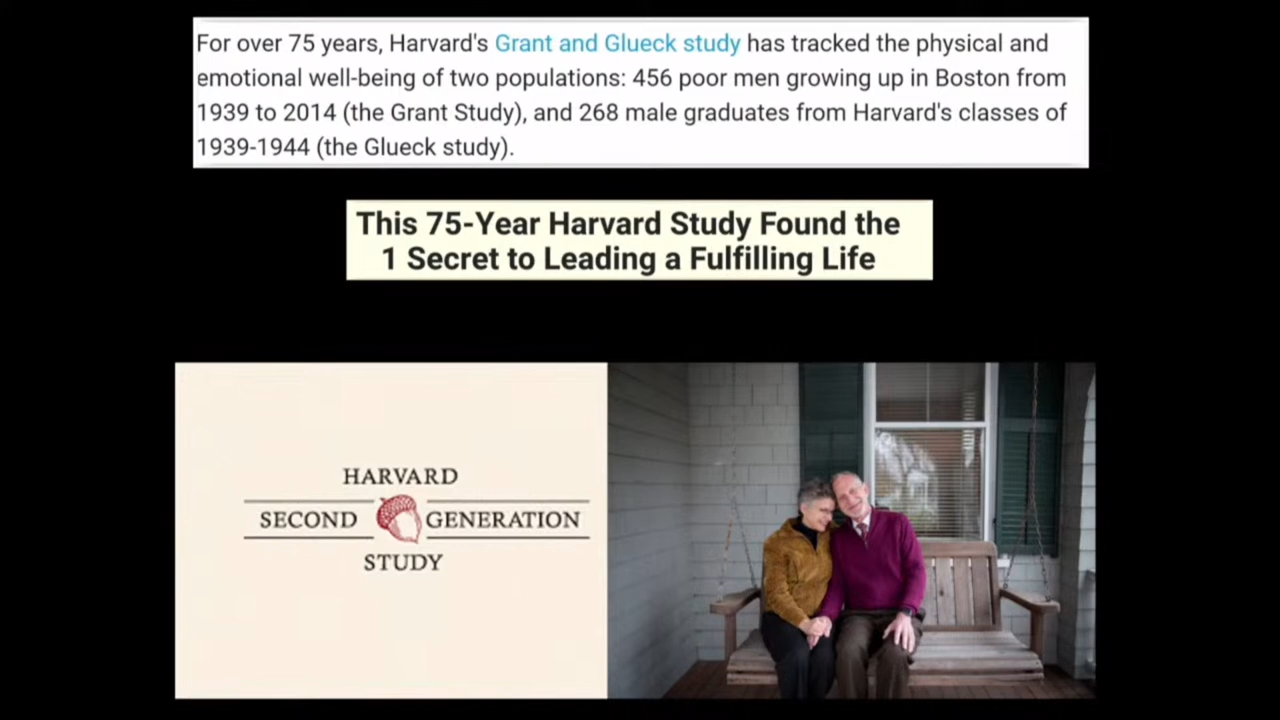 For over 75 years, Harvard's Grant and Glueck study has tracked the physical and
emotional well-being of two populations: 456 poor men growing up in Boston from
1939 to 2014 (the Grant Study), and 268 male graduates from Harvard's classes of
1939-1944 (the Glueck study).
This 75-Year Harvard Study Found the
1 Secret to Leading a Fulfilling Life
HARVARD
SECOND GENERATION
STUDY